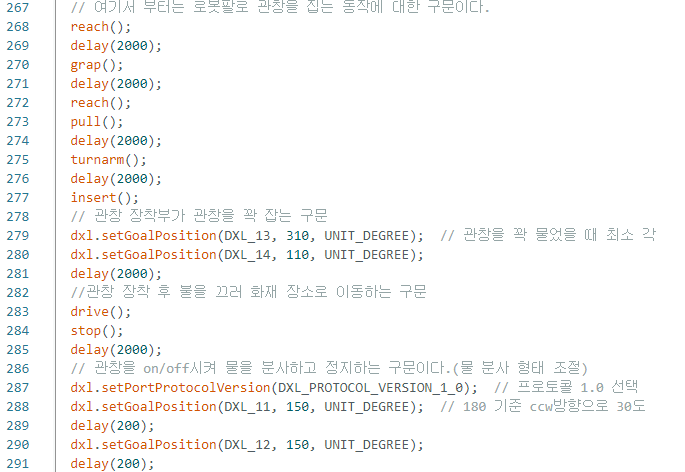 267 // 여기서 부터는 로봇팔로 관창을 집는 동작에 대한 구문이다.
268 reach();
269 delay(2000);
270 grap();
271 delay(2000);
272 reach();
273 pull();
274 delay(2000);
275 turnarm();
276 delay(2000);
277 insert();
278 // 관창 장착부가 관창을 꽉 잡는 구문
279 dxl.setGoalPosition(DXL_13, 310, UNIT_DEGREE);  // 관창을 꽉 물었을 때 최소 각
280 dxl.setGoalPosition(DXL_14, 110, UNIT_DEGREE);
281 delay(2000);
282 //관창 장착 후 불을 끄러 화재 장소로 이동하는 구문
283 drive();
284 stop();
285 delay(2000);
286 // 관창을 on/off시켜 물을 분사하고 정지하는 구문이다.(물 분사 형태 조절)
287 dxl.setPortProtocolVersion(DXL_PROTOCOL_VERSION_1_0);  // 프로토콜 1.0 선택
288 dxl.setGoalPosition(DXL_11, 150, UNIT_DEGREE);  // 180 기준 ccw방향으로 30도
289 delay(200);
290 dxl.setGoalPosition(DXL_12, 150, UNIT_DEGREE);
291 delay(200);